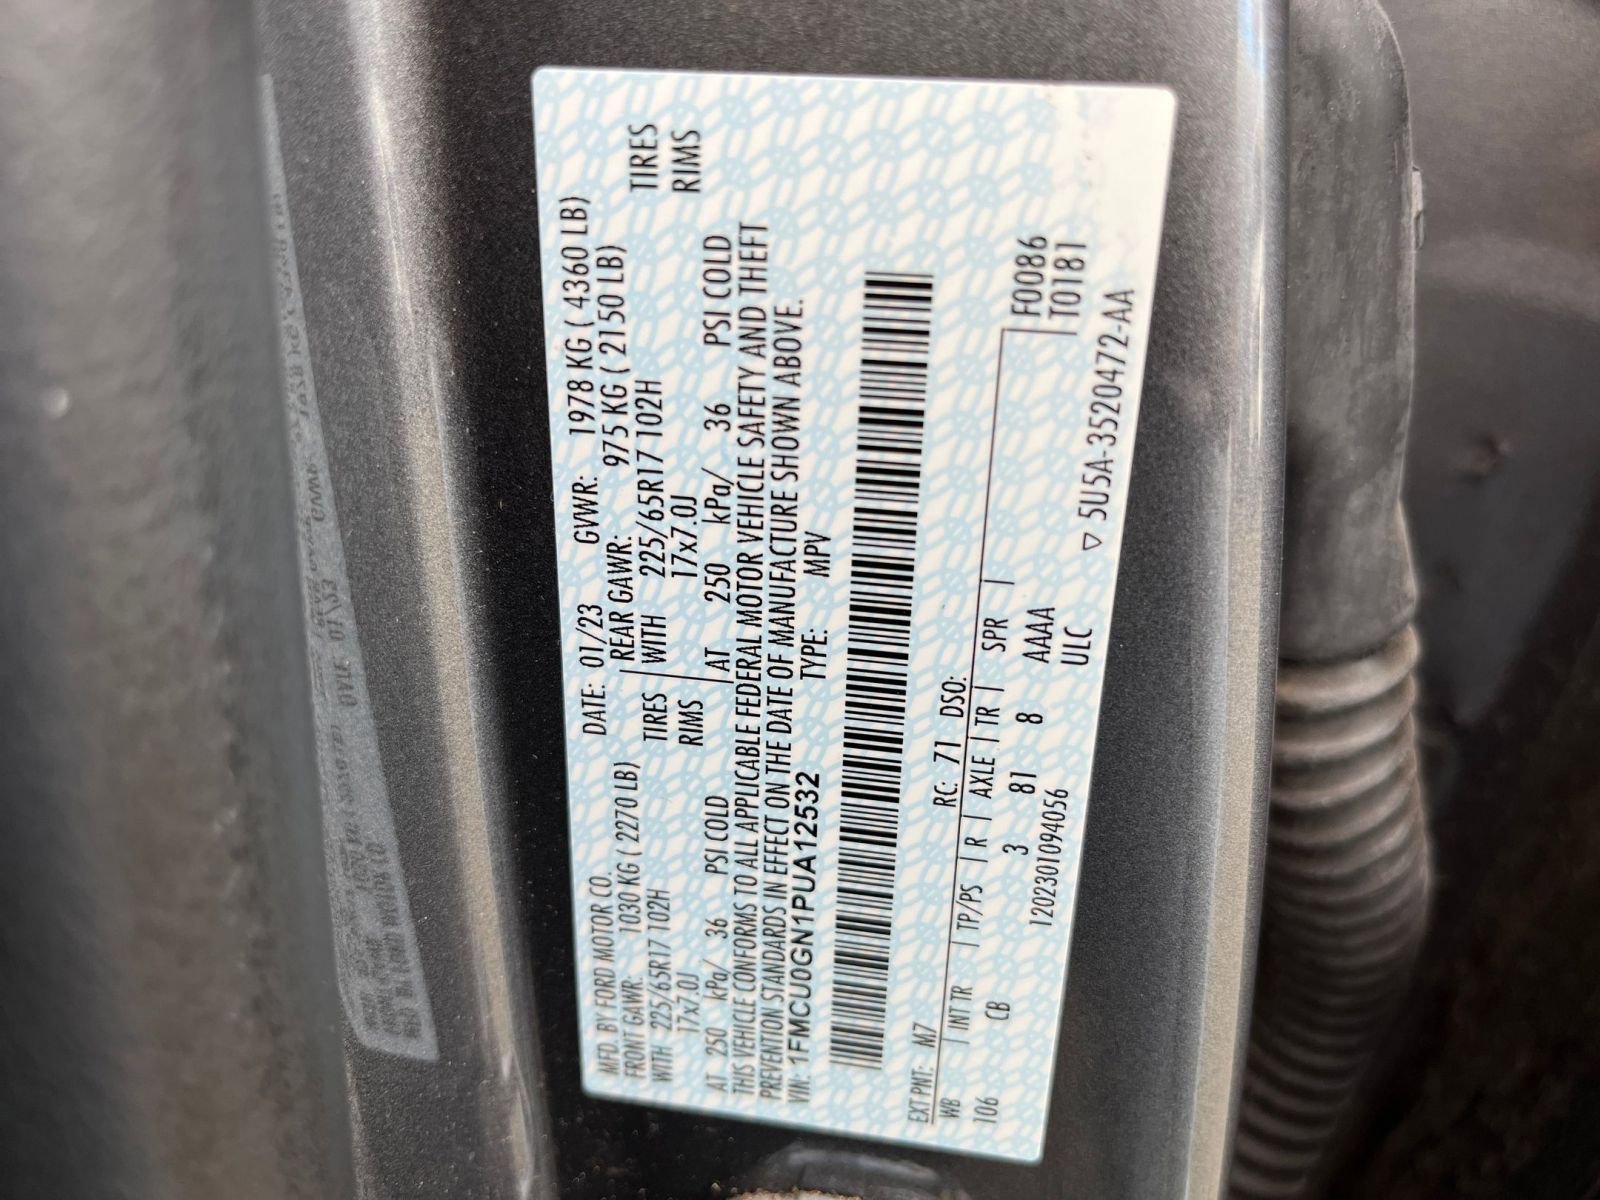 MFD. BY FORD MOTOR CO. DATE: 01/23 GVWR: 1978 KG ( 4360 LB)
FRONT GAWR: 1030 KG ( 2270 LB) REAR GAWR: 975 KG ( 2150 LB)
WITH 225/65R17 102H TIRES WITH 225/65R17 102H TIRES
17x7.0J RIMS 17x7.0J RIMS
AT 250 kPa/ 36 PSI COLD AT 250 kPa/ 36 PSI COLD
THIS VEHICLE CONFORMS TO ALL APPLICABLE FEDERAL MOTOR VEHICLE SAFETY AND THEFT
PREVENTION STANDARDS IN EFFECT ON THE DATE OF MANUFACTURE SHOWN ABOVE.
VIN: 1FMCU0GN1PUA12532 TYPE: MPV
EXT PNT: M7 RC: 71 DSO:
WB INT TR TP/PS R AXLE TR SPR F0086
106 CB 3 81 8 AAAA T0181
1202301094056 ULC ▽ 5U5A-3520472-AA